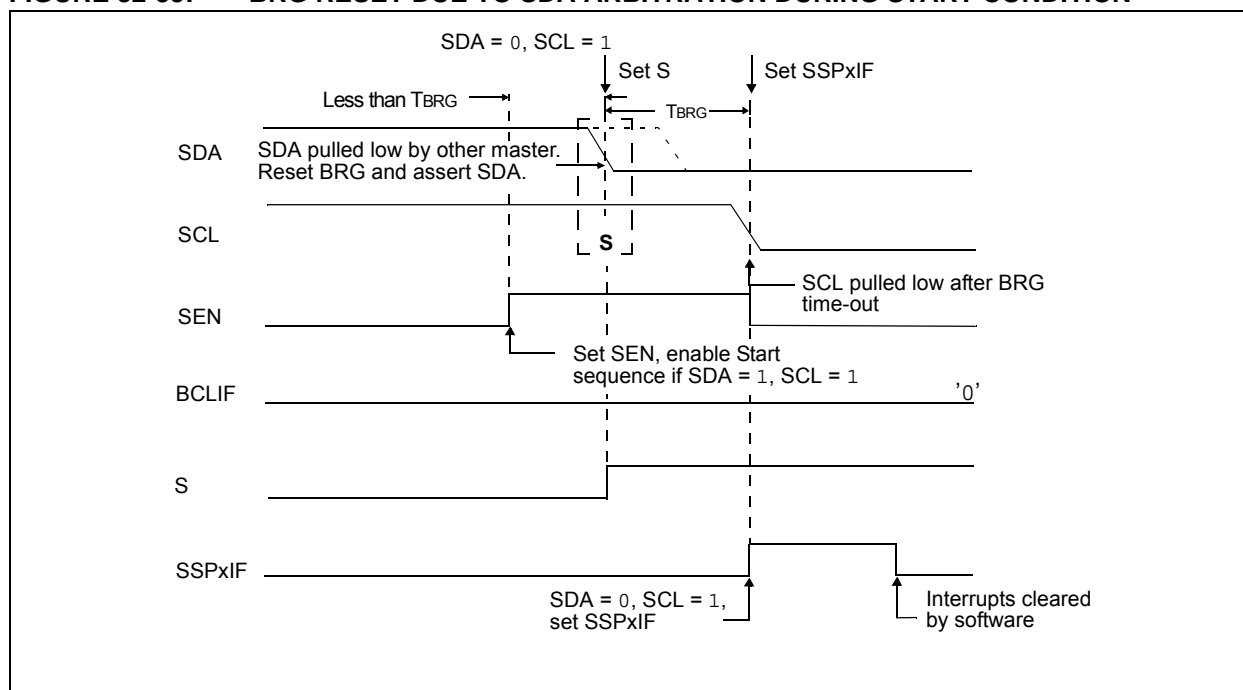 BRG RESET DUE TO SDA ARBITRATION DURING START CONDITION
SDA = 0, SCL = 1
Set S
Set SSPxIF
Less than TBRG
TBRG
SDA
SDA pulled low by other master.
Reset BRG and assert SDA.
SCL
S
SCL pulled low after BRG
time-out
SEN
Set SEN, enable Start
sequence if SDA = 1, SCL = 1
BCLIF
'0'
S
SSPxIF
SDA = 0, SCL = 1,
set SSPxIF
Interrupts cleared
by software